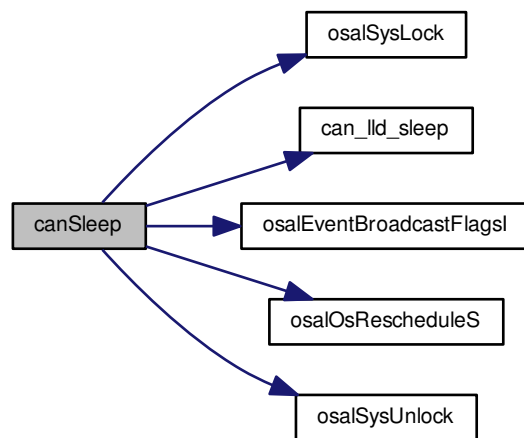 osalSysLock
can_lld_sleep
canSleep
osalEventBroadcastFlagsI
osalOsRescheduleS
osalSysUnlock